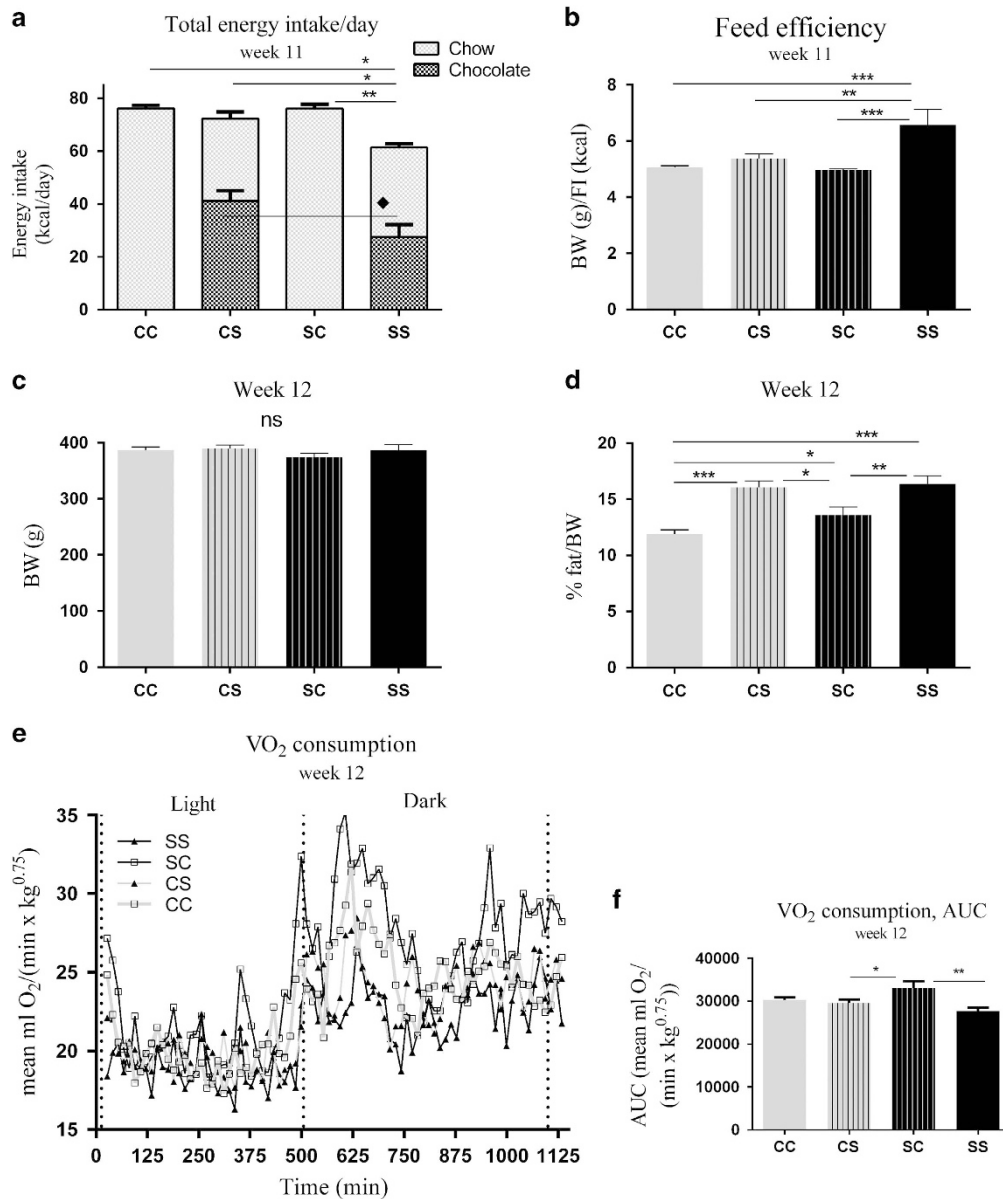 a
Total energy intake/day
week 11
Chow
Chocolate
*
*
**
80
60
40
20
0
Energy intake
(kcal/day)
◆
CC CS SC SS
b
Feed efficiency
week 11
***
**
***
8
6
4
2
0
BW (g)/FI (kcal)
CC CS SC SS
c
Week 12
ns
400
300
200
100
0
BW (g)
CC CS SC SS
d
Week 12
***
*
*** * **
20
15
10
5
0
% fat/BW
CC CS SC SS
e
VO₂ consumption
week 12
Light Dark
SS
SC
CS
CC
35
30
25
20
15
mean ml O₂/(min x kg⁰·⁷⁵)
0 125 250 375 500 625 750 875 1000 1125
Time (min)
f
VO₂ consumption, AUC
week 12
* **
40000
30000
20000
10000
0
AUC (mean ml O₂/
(min x kg⁰·⁷⁵))
CC CS SC SS